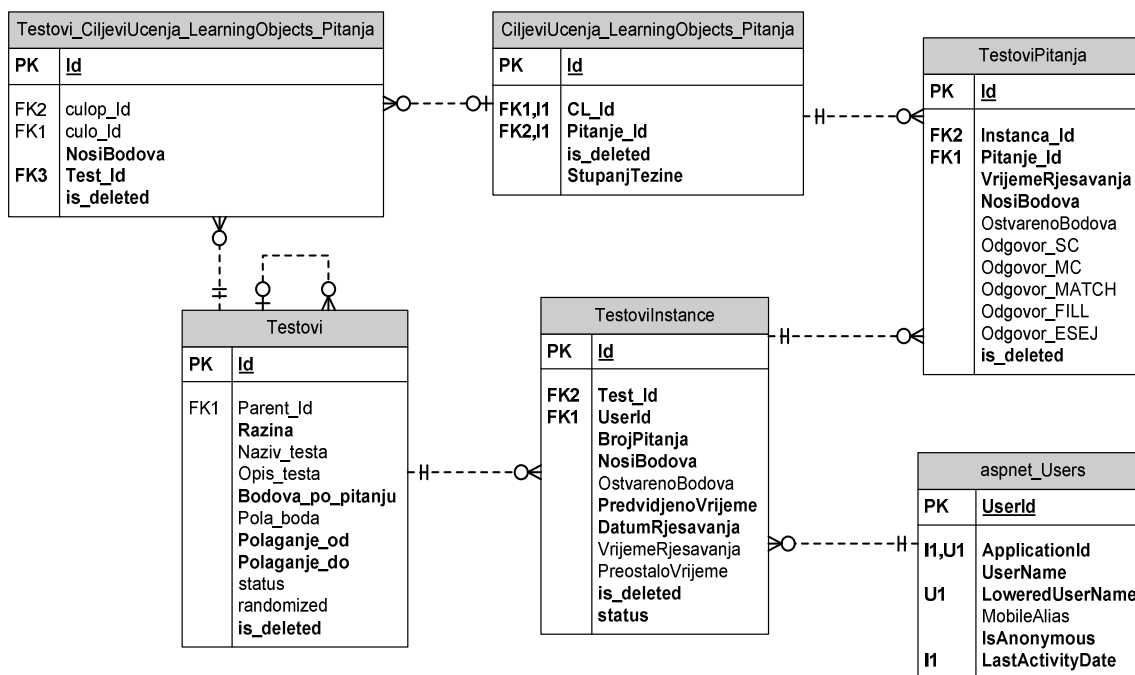 Testovi_CiljeviUcenja_LearningObjects_Pitanja
PK Id
FK2 culop_Id
FK1 culo_Id
NosiBodova
FK3 Test_Id
is_deleted
CiljeviUcenja_LearningObjects_Pitanja
PK Id
FK1,I1 CL_Id
FK2,I1 Pitanje_Id
is_deleted
StupanjTezine
TestoviPitanja
PK Id
FK2 Instanca_Id
FK1 Pitanje_Id
VrijemeRjesavanja
NosiBodova
OstvarenoBodova
Odgovor_SC
Odgovor_MC
Odgovor_MATCH
Odgovor_FILL
Odgovor_ESEJ
is_deleted
Testovi
PK Id
FK1 Parent_Id
Razina
Naziv_testa
Opis_testa
Bodova_po_pitanju
Pola_boda
Polaganje_od
Polaganje_do
status
randomized
is_deleted
TestoviInstance
PK Id
FK2 Test_Id
FK1 UserId
BrojPitanja
NosiBodova
OstvarenoBodova
PredvidjenoVrijeme
DatumRjesavanja
VrijemeRjesavanja
PreostaloVrijeme
is_deleted
status
aspnet_Users
PK UserId
I1,U1 ApplicationId
UserName
U1 LoweredUserName
MobileAlias
IsAnonymous
I1 LastActivityDate